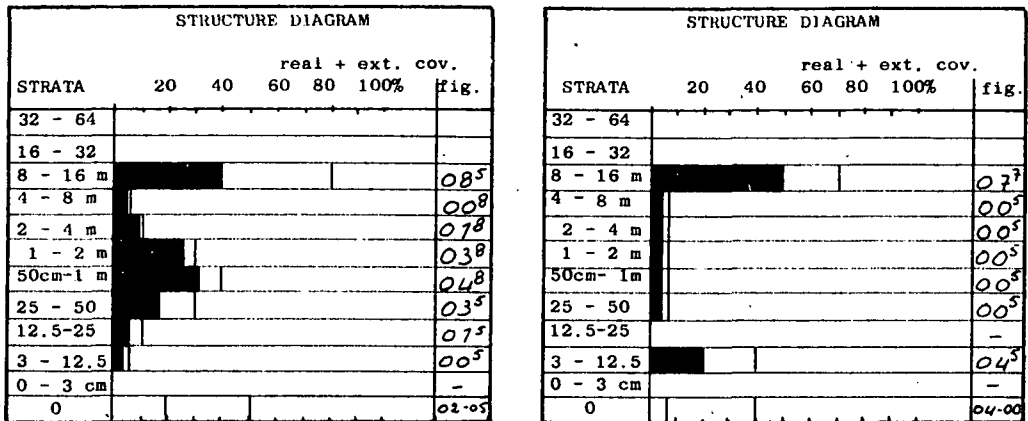 STRUCTURE DIAGRAM
real + ext. cov.
STRATA 20 40 60 80 100% fig.
32 - 64
16 - 32
8 - 16 m 08⁵
4 - 8 m 00⁸
2 - 4 m 01⁸
1 - 2 m 03⁸
50cm-1 m 04⁸
25 - 50 03⁵
12.5-25 01⁵
3 - 12.5 00⁵
0 - 3 cm -
0 02-05
STRUCTURE DIAGRAM
real + ext. cov.
STRATA 20 40 60 80 100% fig.
32 - 64
16 - 32
8 - 16 m 07⁷
4 - 8 m 00⁵
2 - 4 m 00⁵
1 - 2 m 00⁵
50cm- 1m 00⁵
25 - 50 00⁵
12.5-25 -
3 - 12.5 04⁵
0 - 3 cm -
0 04-00